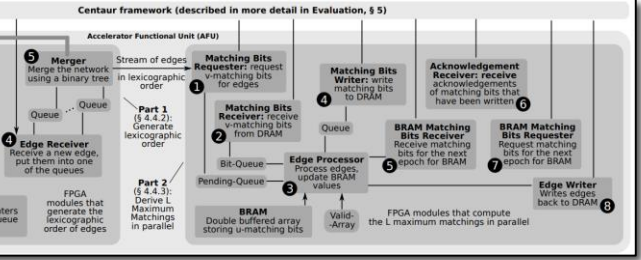 Centaur framework (described in more detail in Evaluation, § 5)
Accelerator Functional Unit (AFU)
5
Merger
Merge the network
using a binary tree
Queue
Queue
4
Edge Receiver
Receive a new edge,
put them into one
of the queues
FPGA
modules that
generate the
lexicographic
order of edges
Stream of edges
in lexicographic
order
Part 1
(§ 4.4.2):
Generate
lexicographic
order
Part 2
(§ 4.4.3):
Derive L
Maximum
Matchings
in parallel
Matching Bits
Requester: request
v-matching bits
for edges
1
Matching Bits
Receiver: receive
v-matching bits
from DRAM
2
Bit-Queue
Pending-Queue
Matching Bits
Writer: write
matching bits
to DRAM
4
Queue
Edge Processor
Process edges,
update BRAM
values
3
BRAM
Double buffered array
storing u-matching bits
Valid-
-Array
Acknowledgement
Receiver: receive
acknowledgements
of matching bits that
have been written
6
BRAM Matching
Bits Receiver
Receive matching
bits for the next
epoch for BRAM
5
BRAM Matching
Bits Requester
Request matching
bits for the next
epoch for BRAM
7
Edge Writer
Writes edges
back to DRAM
8
FPGA modules that compute
the L maximum matchings in parallel